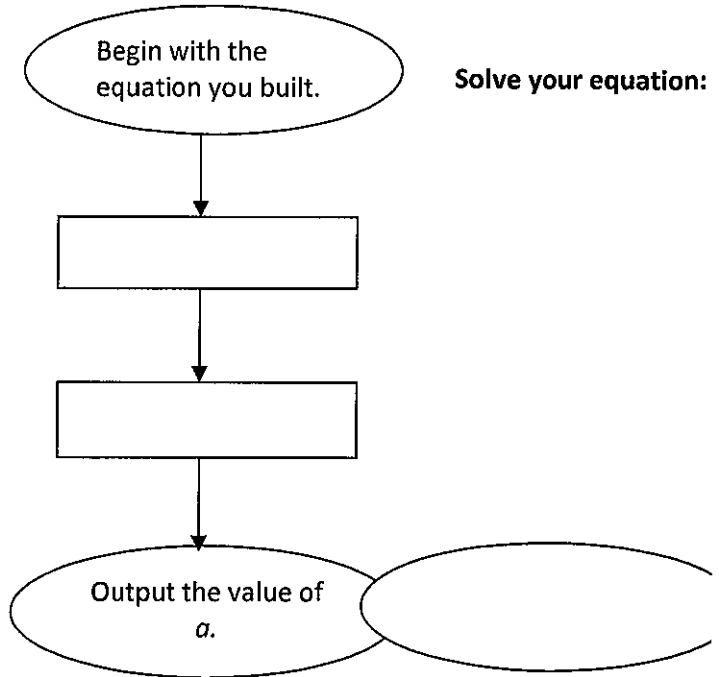 Begin with the
equation you built.
Solve your equation:
Output the value of
a.